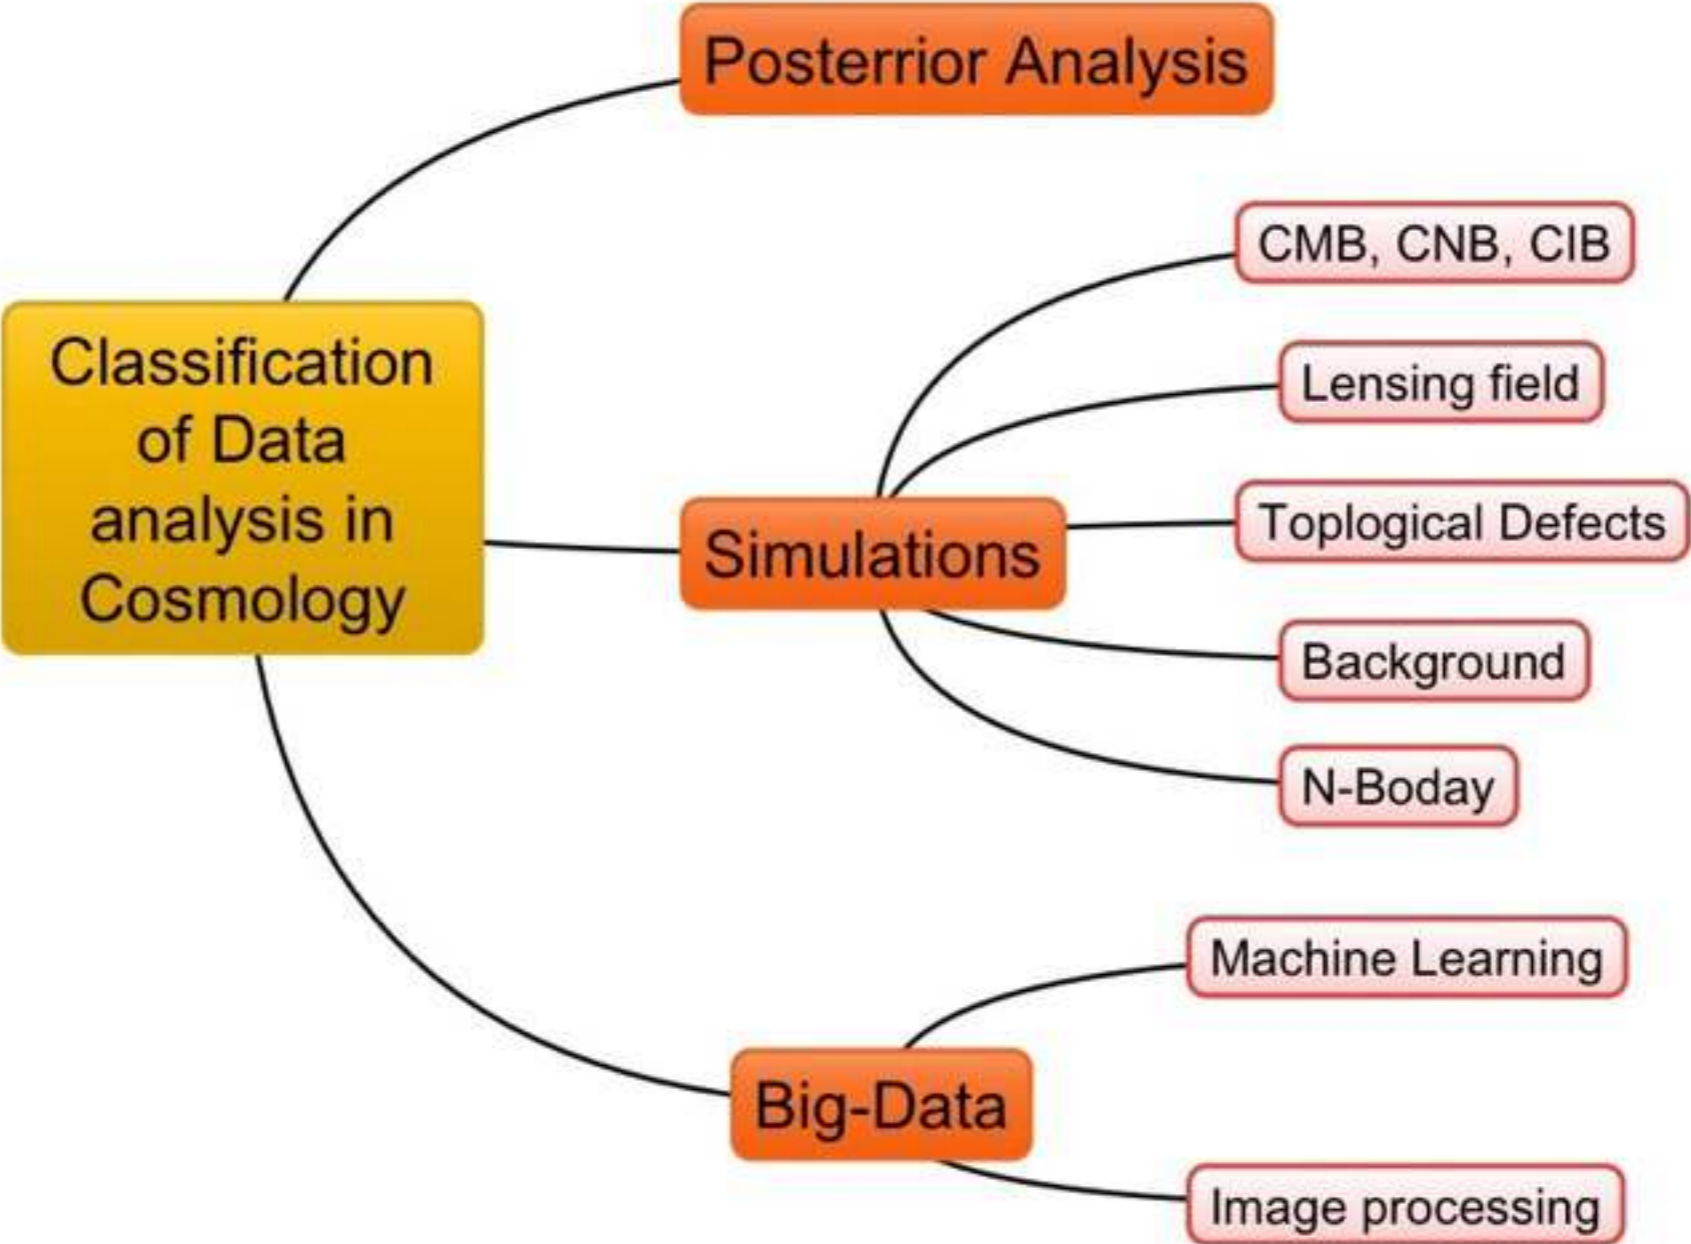 Posterrior Analysis
CMB, CNB, CIB
Lensing field
Classification
of Data
analysis in
Cosmology
Toplogical Defects
Simulations
Background
N-Boday
Machine Learning
Big-Data
Image processing